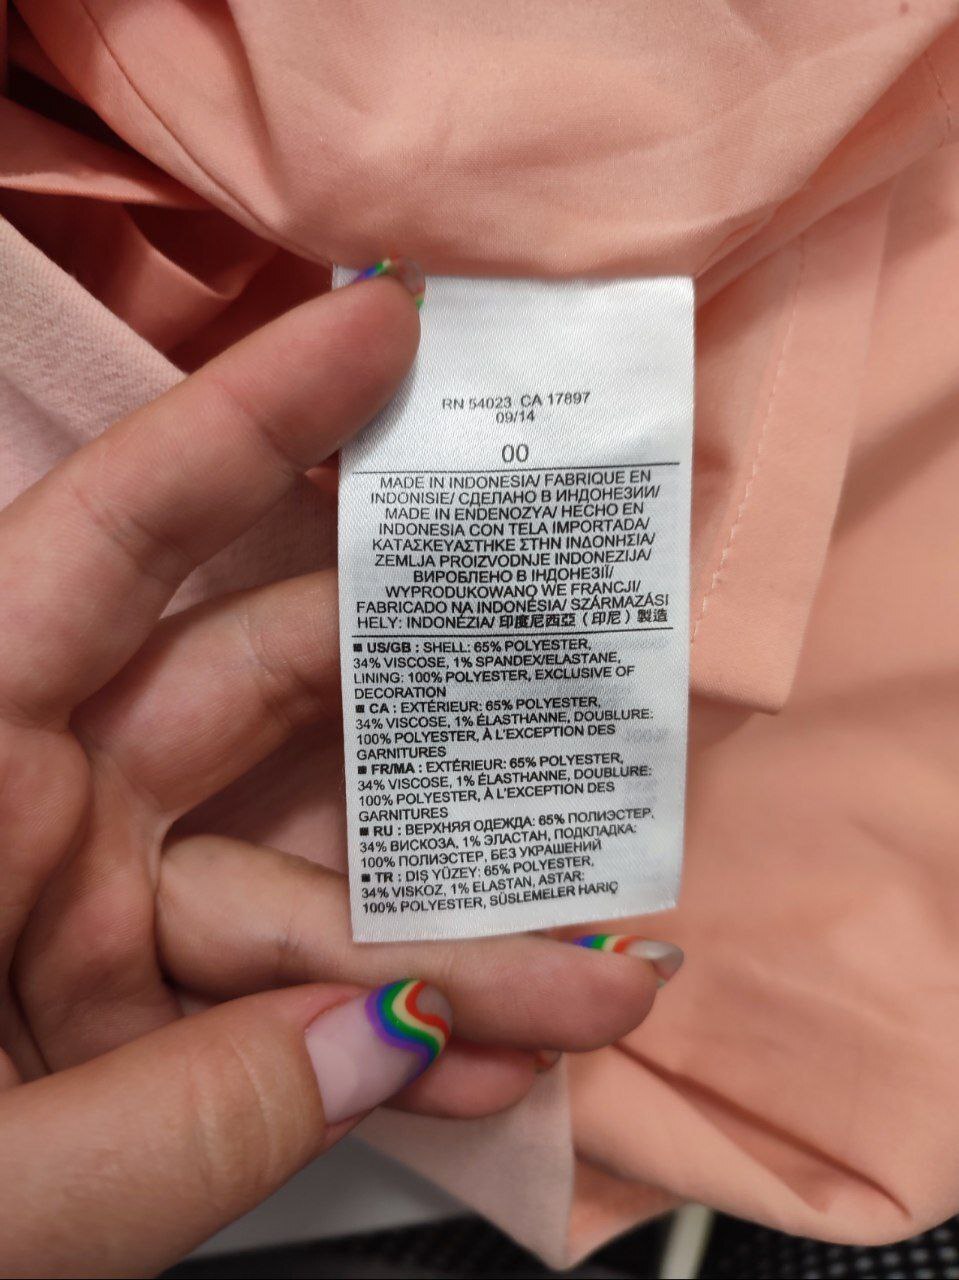 RN 54023 CA 17897
09/14
00
MADE IN INDONESIA/ FABRIQUE EN
INDONISIE/ СДЕЛАНО В ИНДОНЕЗИИ/
MADE IN ENDENOZYA/ HECHO EN
INDONESIA CON TELA IMPORTADA/
ΚΑΤΑΣΚΕΥΑΣΤΗΚΕ ΣΤΗΝ ΙΝΔΟΝΗΣΙΑ/
ZEMLJA PROIZVODNJE INDONEZIJA/
ВИРОБЛЕНО В ІНДОНЕЗІЇ/
WYPRODUKOWANO WE FRANCJI/
FABRICADO NA INDONÉSIA/ SZÁRMAZÁSI
HELY: INDONÉZIA/ 印度尼西亞（印尼）製造
■ US/GB : SHELL: 65% POLYESTER,
34% VISCOSE, 1% SPANDEX/ELASTANE,
LINING: 100% POLYESTER, EXCLUSIVE OF
DECORATION
■ CA : EXTÉRIEUR: 65% POLYESTER,
34% VISCOSE, 1% ÉLASTHANNE, DOUBLURE:
100% POLYESTER, À L'EXCEPTION DES
GARNITURES
■ FR/MA : EXTÉRIEUR: 65% POLYESTER,
34% VISCOSE, 1% ÉLASTHANNE, DOUBLURE:
100% POLYESTER, À L'EXCEPTION DES
GARNITURES
■ RU : ВЕРХНЯЯ ОДЕЖДА: 65% ПОЛИЭСТЕР,
34% ВИСКОЗА, 1% ЭЛАСТАН, ПОДКЛАДКА:
100% ПОЛИЭСТЕР, БЕЗ УКРАШЕНИЙ
■ TR : DIŞ YÜZEY: 65% POLYESTER,
34% VISKOZ, 1% ELASTAN, ASTAR:
100% POLYESTER, SÜSLEMELER HARİÇ